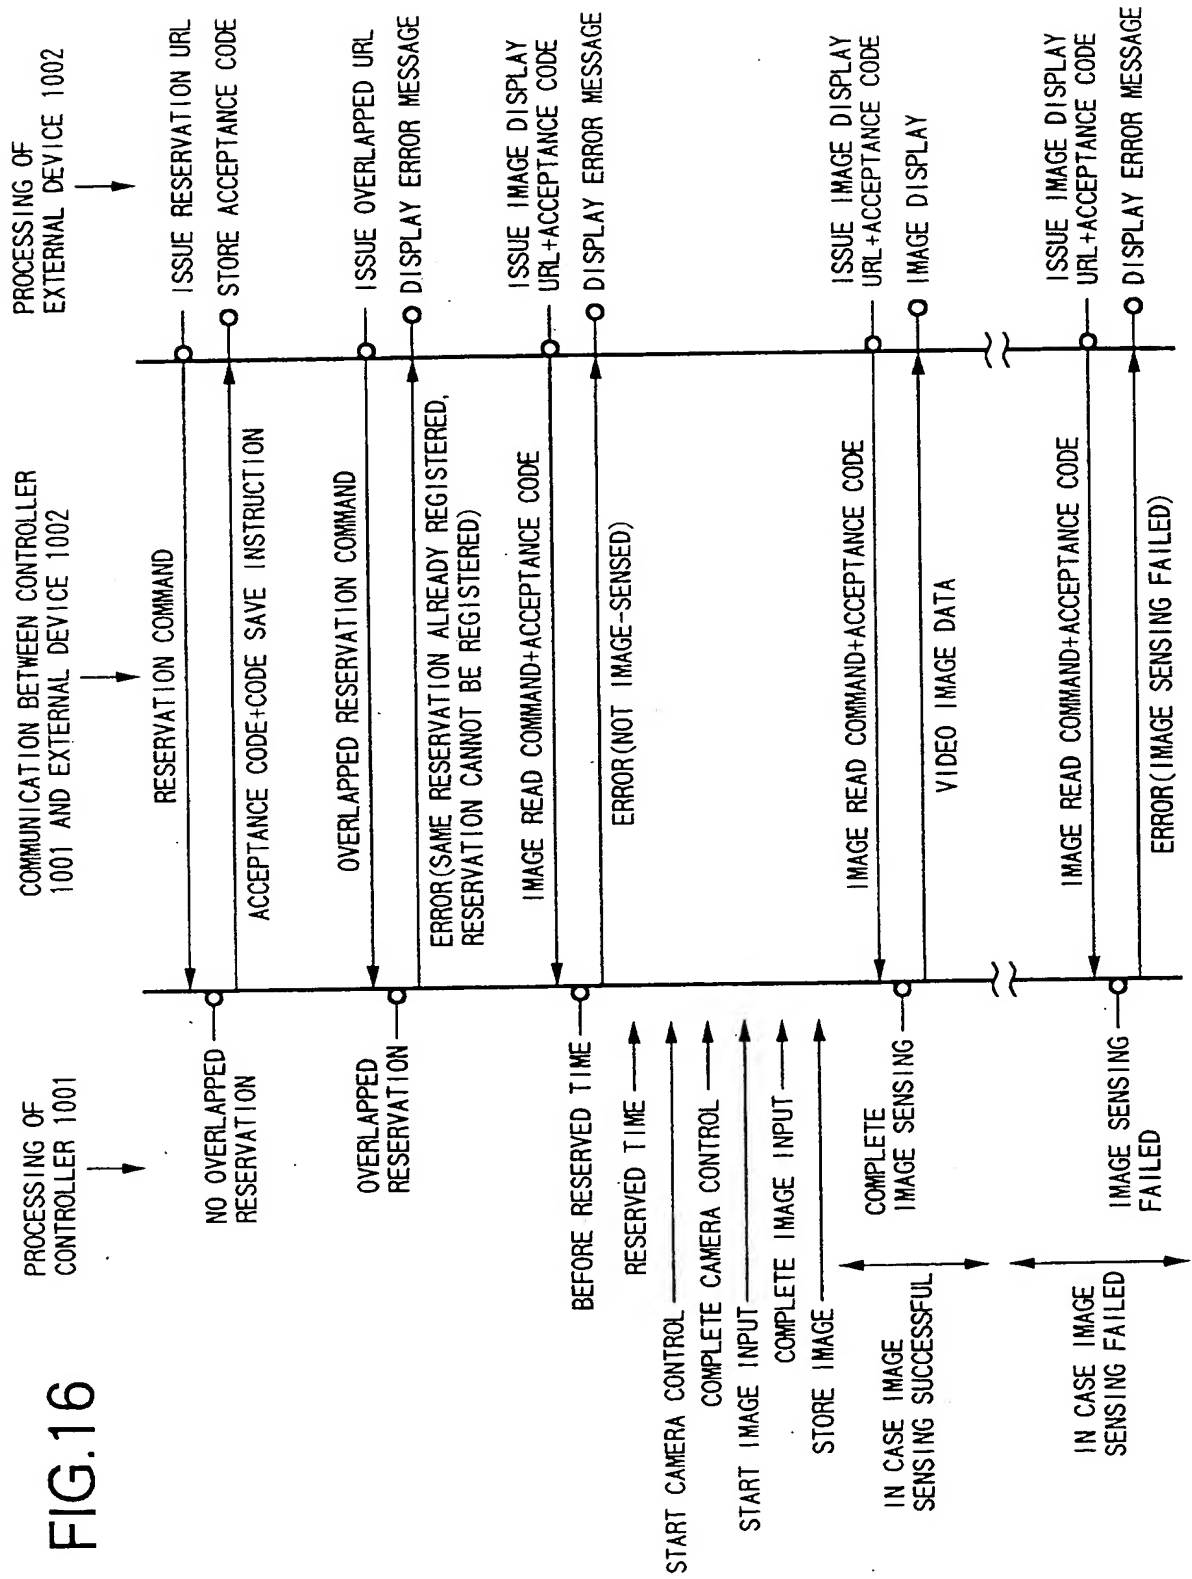 FIG.16
PROCESSING OF
CONTROLLER 1001
COMMUNICATION BETWEEN CONTROLLER
1001 AND EXTERNAL DEVICE 1002
PROCESSING OF
EXTERNAL DEVICE 1002
RESERVATION COMMAND
ISSUE RESERVATION URL
NO OVERLAPPED
RESERVATION
ACCEPTANCE CODE+CODE SAVE INSTRUCTION
STORE ACCEPTANCE CODE
OVERLAPPED RESERVATION COMMAND
ISSUE OVERLAPPED URL
OVERLAPPED
RESERVATION
ERROR(SAME RESERVATION ALREADY REGISTERED,
RESERVATION CANNOT BE REGISTERED)
DISPLAY ERROR MESSAGE
IMAGE READ COMMAND+ACCEPTANCE CODE
ISSUE IMAGE DISPLAY
URL+ACCEPTANCE CODE
BEFORE RESERVED TIME
ERROR(NOT IMAGE-SENSED)
DISPLAY ERROR MESSAGE
RESERVED TIME
START CAMERA CONTROL
COMPLETE CAMERA CONTROL
START IMAGE INPUT
COMPLETE IMAGE INPUT
STORE IMAGE
IN CASE IMAGE
SENSING SUCCESSFUL
COMPLETE
IMAGE SENSING
IMAGE READ COMMAND+ACCEPTANCE CODE
ISSUE IMAGE DISPLAY
URL+ACCEPTANCE CODE
VIDEO IMAGE DATA
IMAGE DISPLAY
IN CASE IMAGE
SENSING FAILED
IMAGE SENSING
FAILED
IMAGE READ COMMAND+ACCEPTANCE CODE
ISSUE IMAGE DISPLAY
URL+ACCEPTANCE CODE
ERROR(IMAGE SENSING FAILED)
DISPLAY ERROR MESSAGE